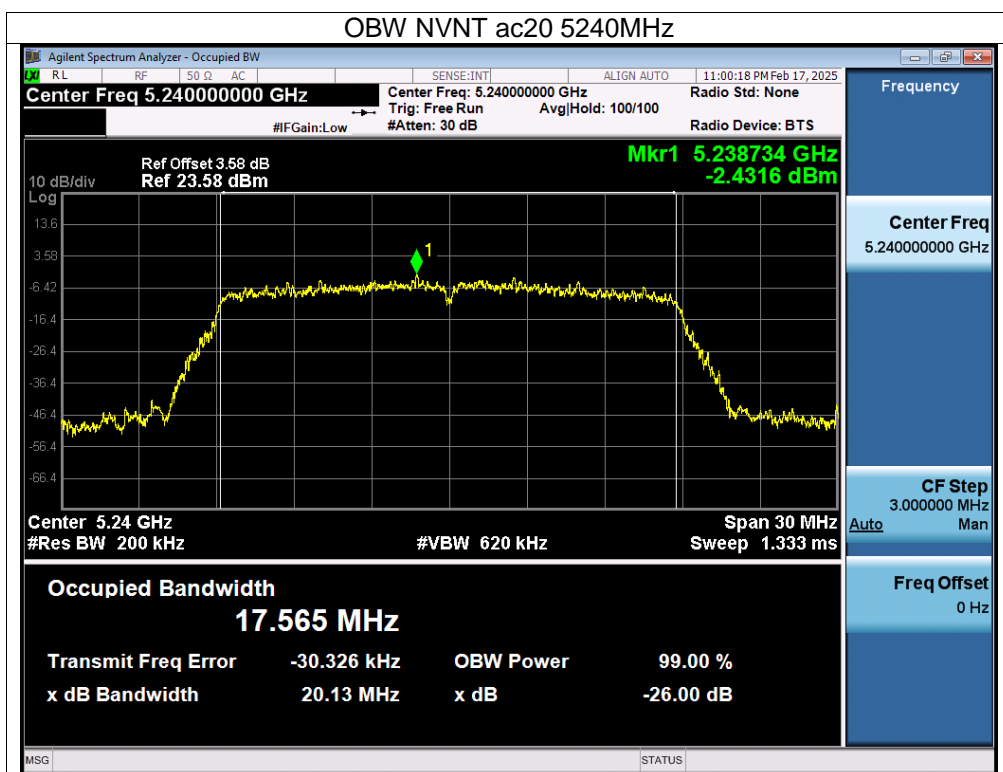 OBW NVNT ac20 5240MHz
Agilent Spectrum Analyzer - Occupied BW
LXI RL RF 50 Ω AC SENSE:INT ALIGN AUTO 11:00:18 PM Feb 17, 2025
Center Freq 5.240000000 GHz
Center Freq: 5.240000000 GHz
Radio Std: None
Trig: Free Run Avg|Hold: 100/100
#IFGain:Low #Atten: 30 dB
Radio Device: BTS
Ref Offset 3.58 dB
10 dB/div Ref 23.58 dBm
Mkr1 5.238734 GHz
-2.4316 dBm
Log
13.6
3.58
-6.42
-16.4
-26.4
-36.4
-46.4
-56.4
-66.4
1
Center 5.24 GHz Span 30 MHz
#Res BW 200 kHz #VBW 620 kHz Sweep 1.333 ms
Occupied Bandwidth
17.565 MHz
Transmit Freq Error -30.326 kHz OBW Power 99.00 %
x dB Bandwidth 20.13 MHz x dB -26.00 dB
Frequency
Center Freq
5.240000000 GHz
CF Step
3.000000 MHz
Auto Man
Freq Offset
0 Hz
MSG STATUS